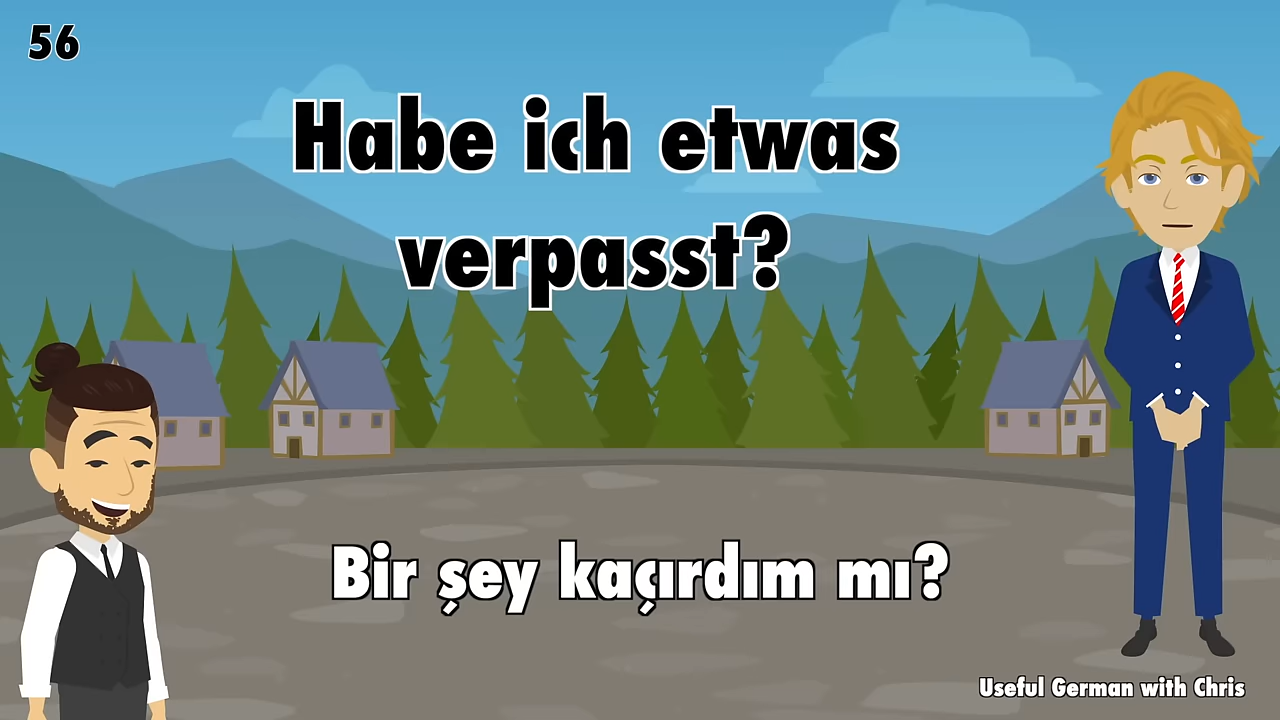 56
Habe ich etwas
verpasst?
Bir şey kaçırdım mı?
Useful German with Chris